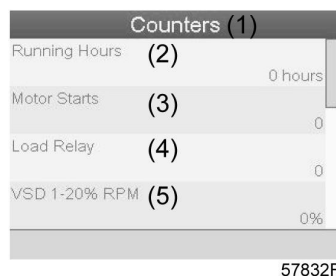 Counters (1)
Running Hours (2)
0 hours
Motor Starts (3)
0
Load Relay (4)
0
VSD 1-20% RPM (5)
0%